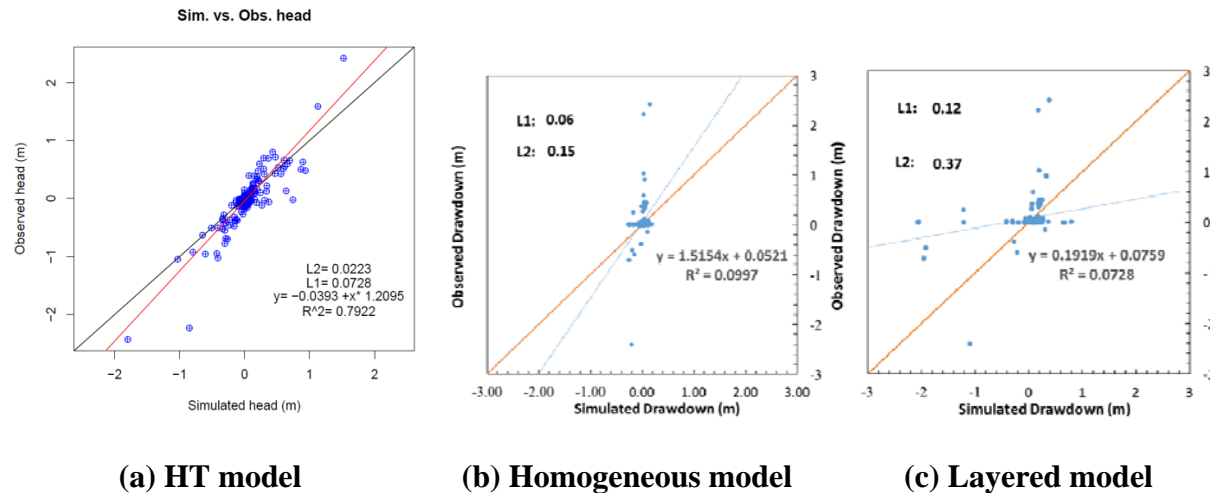 Sim. vs. Obs. head
Observed head (m)
2
1
0
−1
−2
L2= 0.0223
L1= 0.0728
y= −0.0393 +x* 1.2095
R^2= 0.7922
−2 −1 0 1 2
Simulated head (m)
(a) HT model
L1: 0.06
L2: 0.15
Observed Drawdown (m)
y = 1.5154x + 0.0521
R² = 0.0997
3
2
1
0
-1
-2
-3
-3.00 -2.00 -1.00 0.00 1.00 2.00 3.00
Simulated Drawdown (m)
(b) Homogeneous model
L1: 0.12
L2: 0.37
Observed Drawdown (m)
y = 0.1919x + 0.0759
R² = 0.0728
3
2
1
0
-1
-2
-3
-3 -2 -1 0 1 2 3
Simulated Drawdown (m)
(c) Layered model